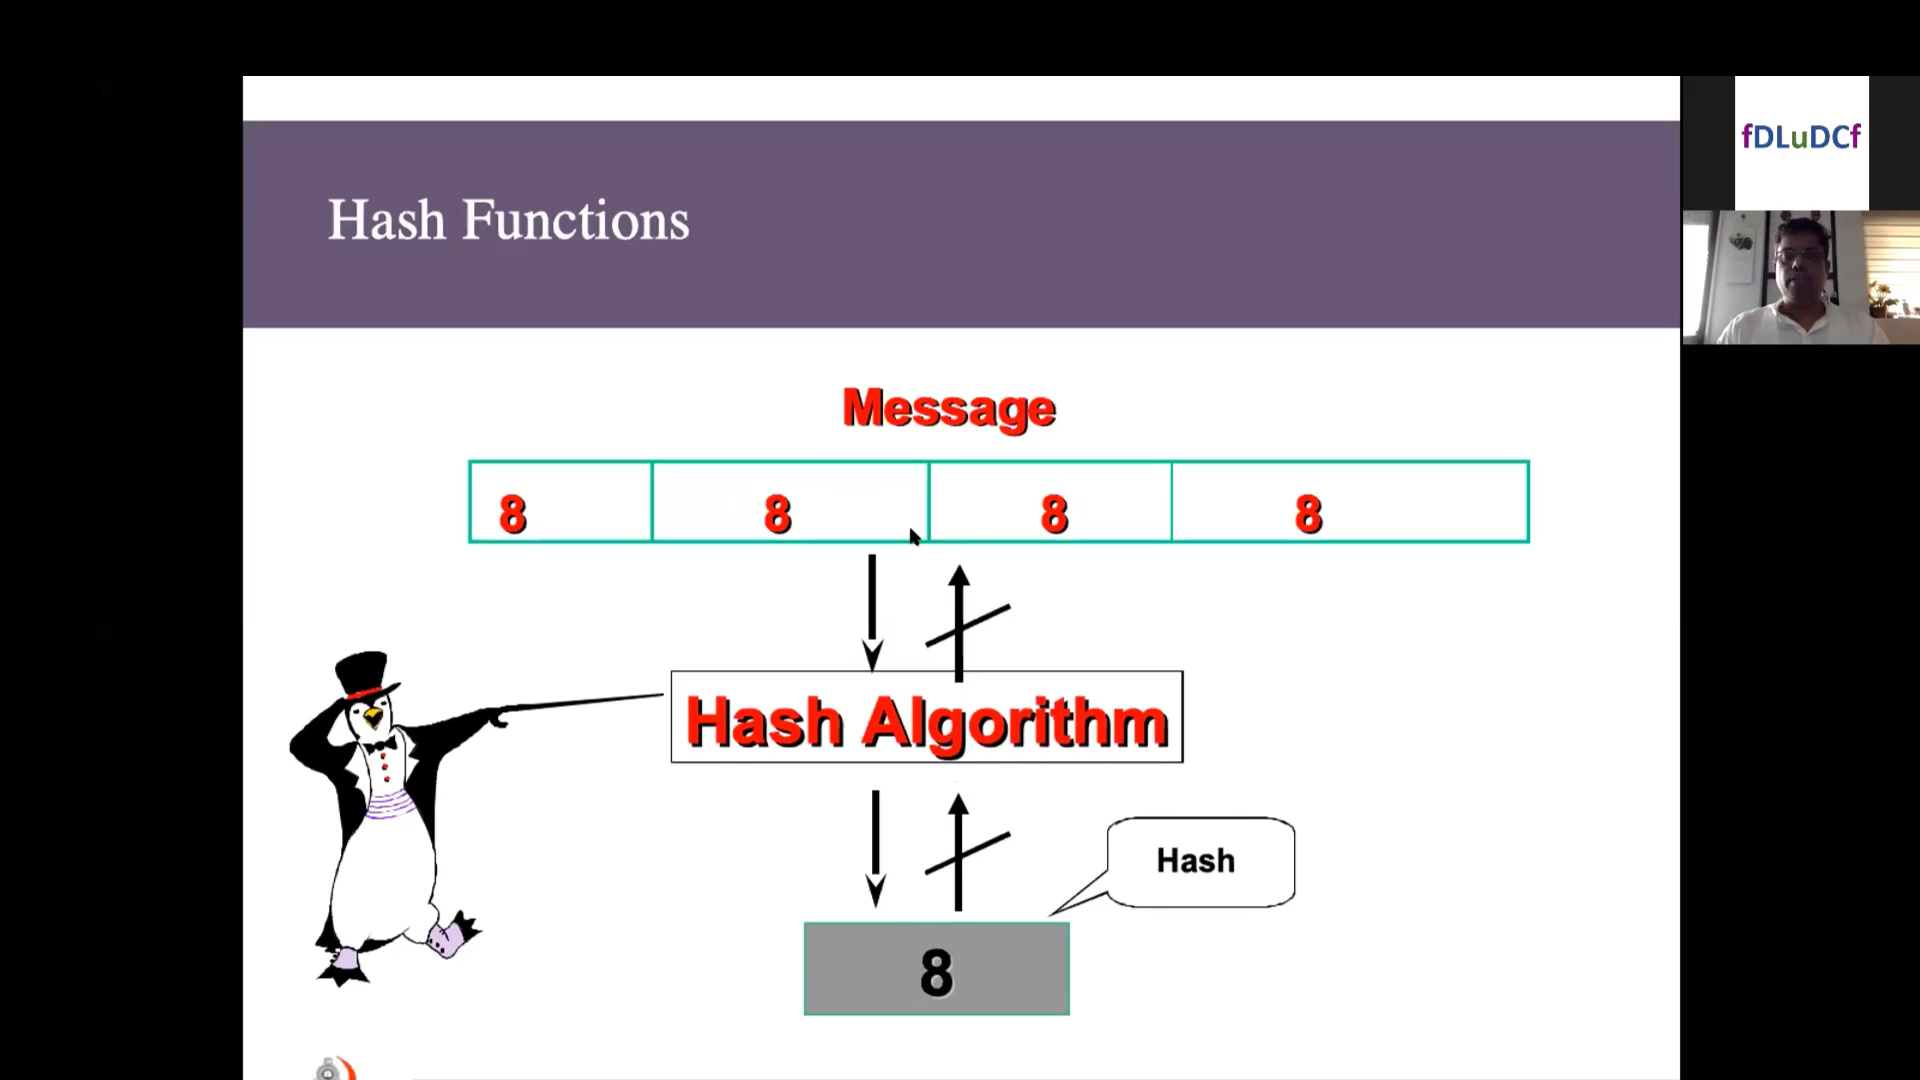 Hash Functions
fDLuDCf
Message
8 8 8 8
Hash Algorithm
Hash
8